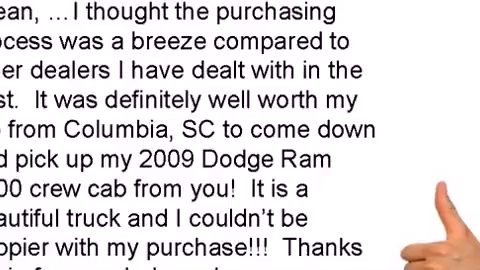 ean, …I thought the purchasing
ocess was a breeze compared to
er dealers I have dealt with in the
st.  It was definitely well worth my
from Columbia, SC to come down
d pick up my 2009 Dodge Ram
00 crew cab from you!  It is a
autiful truck and I couldn't be
ppier with my purchase!!!  Thanks